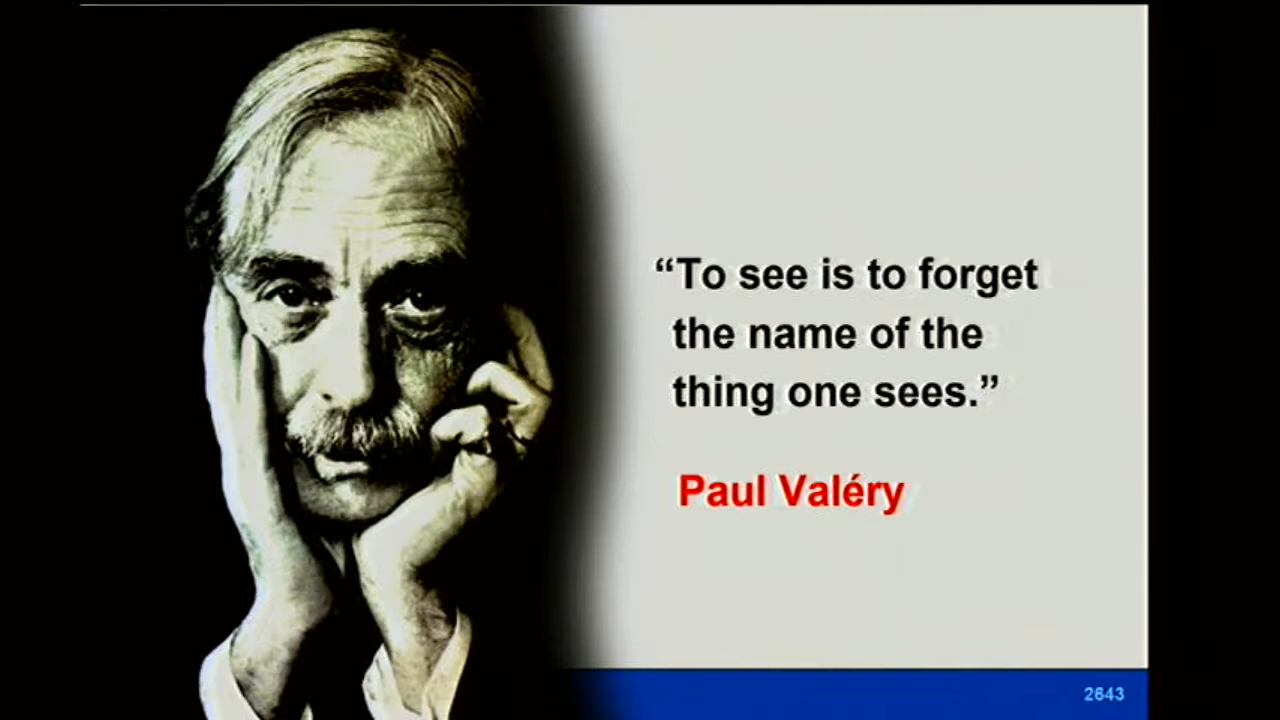 “To see is to forget
the name of the
thing one sees.”
Paul Valéry
2643